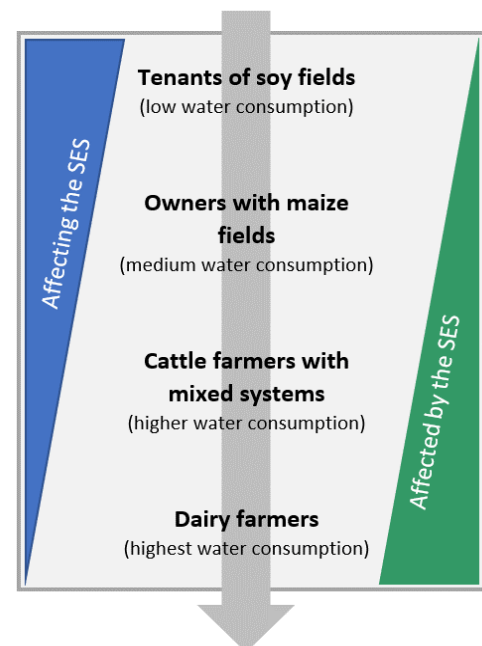 Affecting the SES
Tenants of soy fields
(low water consumption)
Owners with maize
fields
(medium water consumption)
Cattle farmers with
mixed systems
(higher water consumption)
Dairy farmers
(highest water consumption)
Affected by the SES